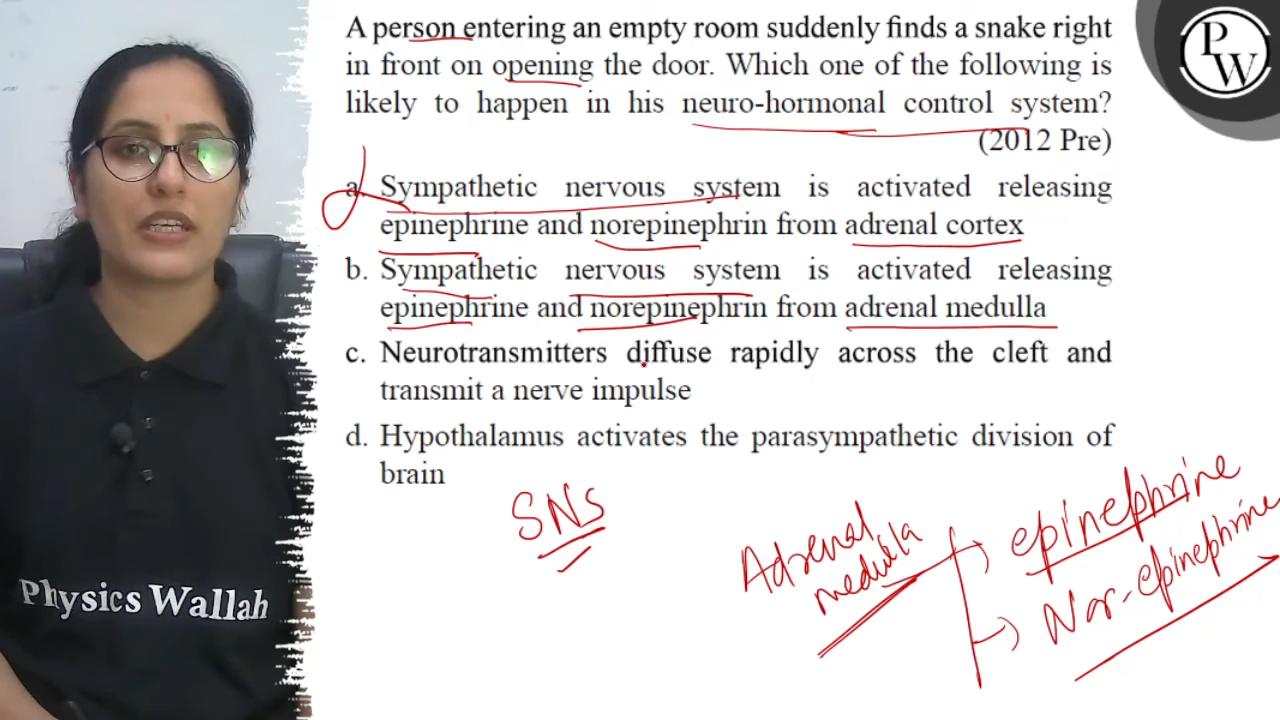 A person entering an empty room suddenly finds a snake right
in front on opening the door. Which one of the following is
likely to happen in his neuro-hormonal control system?
(2012 Pre)
a. Sympathetic nervous system is activated releasing
epinephrine and norepinephrin from adrenal cortex
b. Sympathetic nervous system is activated releasing
epinephrine and norepinephrin from adrenal medulla
c. Neurotransmitters diffuse rapidly across the cleft and
transmit a nerve impulse
d. Hypothalamus activates the parasympathetic division of
brain
SNS
Adrenal
medulla
epinephrine
Nor-epinephrine
Physics Wallah
P
W